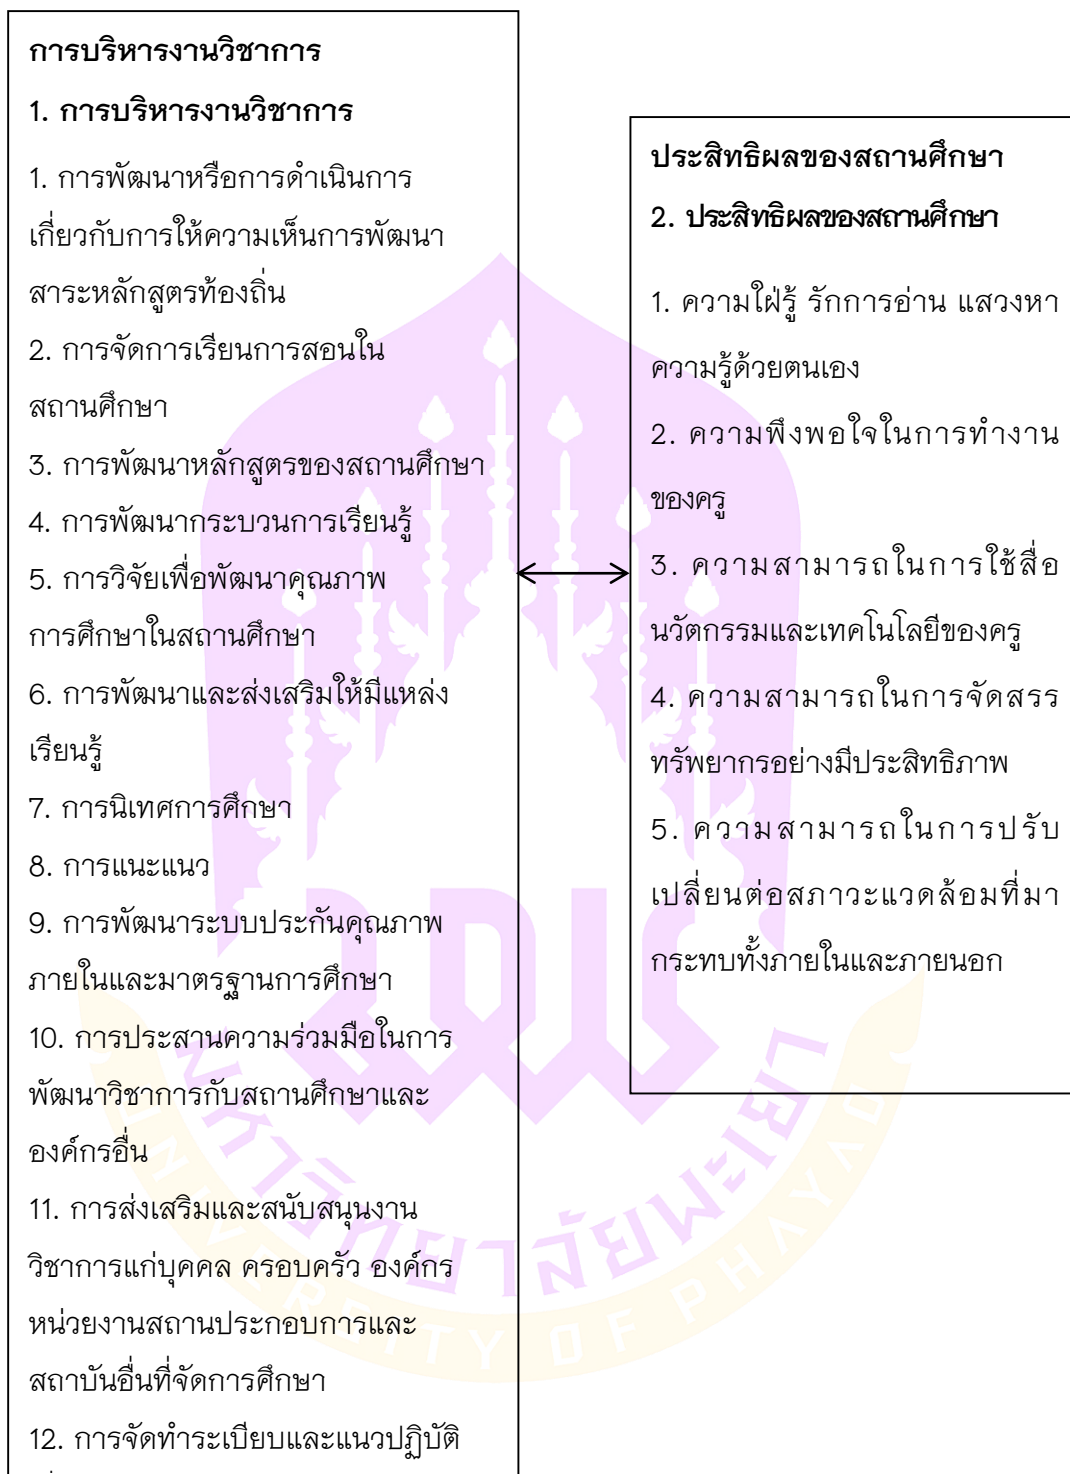 การบริหารงานวิชาการ
1. การบริหารงานวิชาการ
1. การพัฒนาหรือการดำเนินการ
เกี่ยวกับการให้ความเห็นการพัฒนา
สาระหลักสูตรท้องถิ่น
2. การจัดการเรียนการสอนใน
สถานศึกษา
3. การพัฒนาหลักสูตรของสถานศึกษา
4. การพัฒนากระบวนการเรียนรู้
5. การวิจัยเพื่อพัฒนาคุณภาพ
การศึกษาในสถานศึกษา
6. การพัฒนาและส่งเสริมให้มีแหล่ง
เรียนรู้
7. การนิเทศการศึกษา
8. การแนะแนว
9. การพัฒนาระบบประกันคุณภาพ
ภายในและมาตรฐานการศึกษา
10. การประสานความร่วมมือในการ
พัฒนาวิชาการกับสถานศึกษาและ
องค์กรอื่น
11. การส่งเสริมและสนับสนุนงาน
วิชาการแก่บุคคล ครอบครัว องค์กร
หน่วยงานสถานประกอบการและ
สถาบันอื่นที่จัดการศึกษา
12. การจัดทำระเบียบและแนวปฏิบัติ
ประสิทธิผลของสถานศึกษา
2. ประสิทธิผลของสถานศึกษา
1. ความใฝ่รู้ รักการอ่าน แสวงหา
ความรู้ด้วยตนเอง
2. ความพึงพอใจในการทำงาน
ของครู
3. ความสามารถในการใช้สื่อ
นวัตกรรมและเทคโนโลยีของครู
4. ความสามารถในการจัดสรร
ทรัพยากรอย่างมีประสิทธิภาพ
5. ความสามารถในการปรับ
เปลี่ยนต่อสภาวะแวดล้อมที่มา
กระทบทั้งภายในและภายนอก
มหาวิทยาลัยพะเยา
UNIVERSITY OF PHAYAO